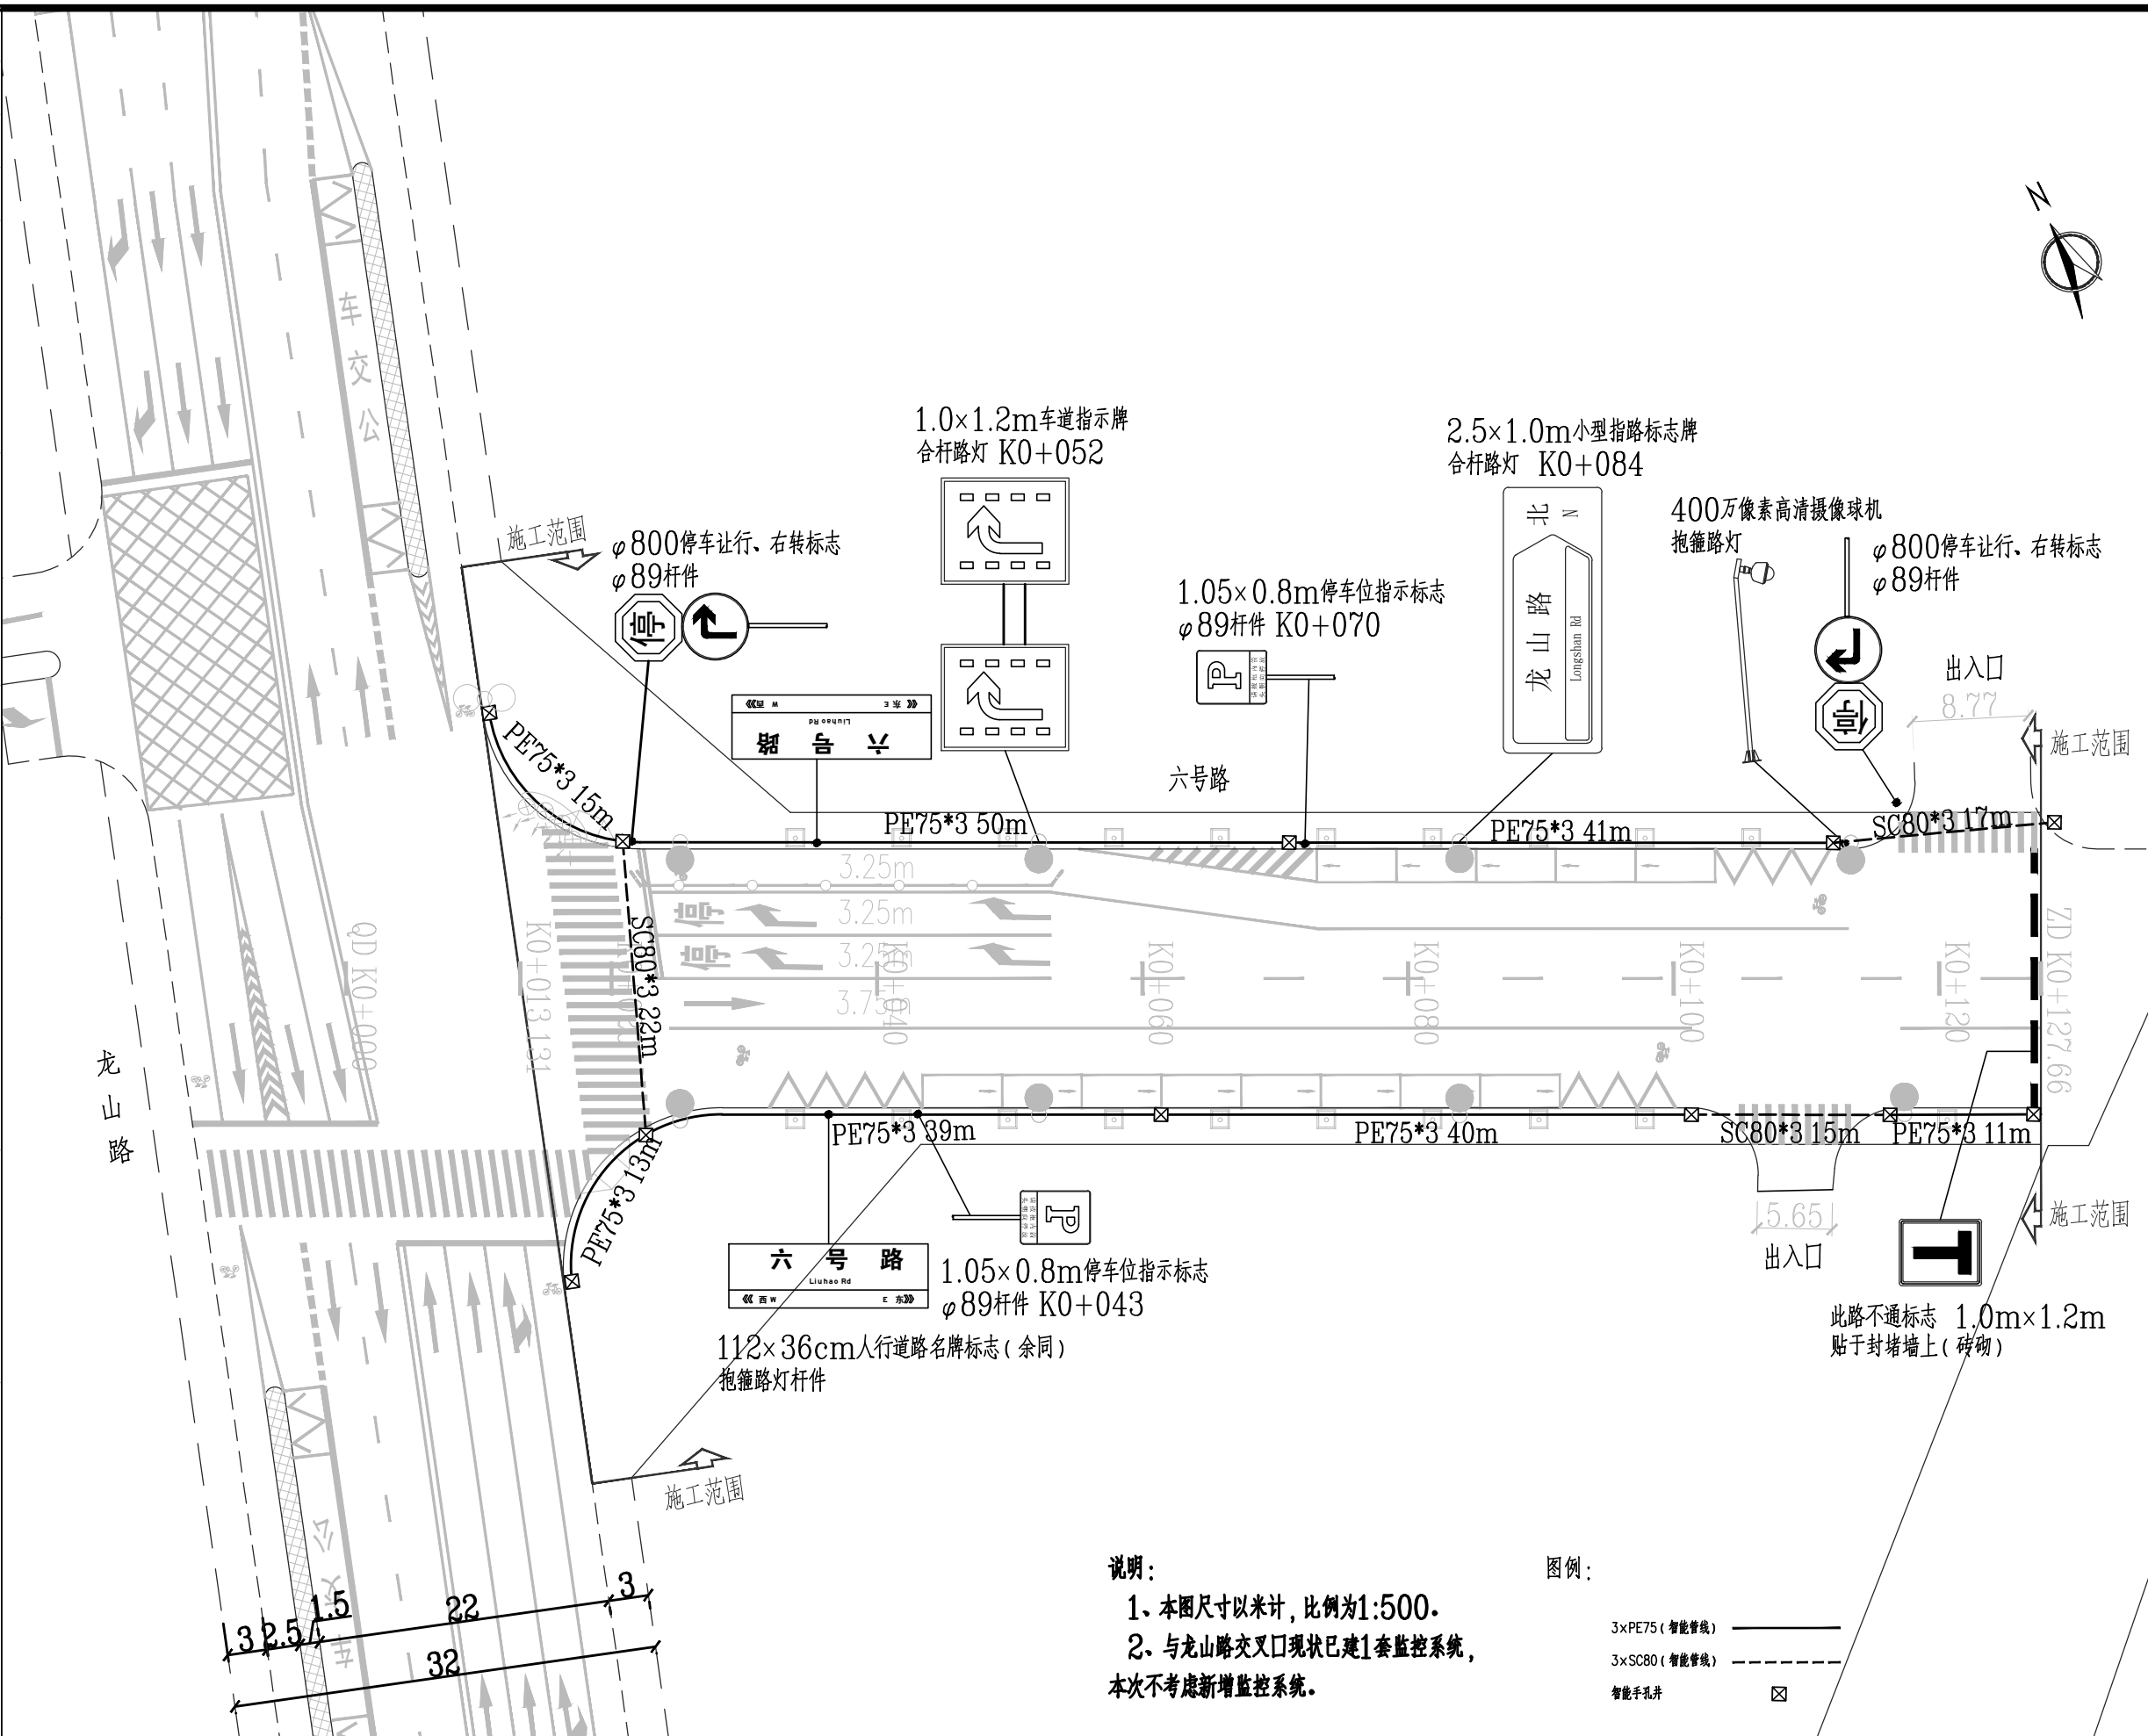 N
车
交
公
1.0×1.2m车道指示牌
合杆路灯 K0+052
2.5×1.0m小型指路标志牌
合杆路灯 K0+084
北
N
龙山路
Longshan Rd
400万像素高清摄像球机
抱箍路灯
φ800停车让行、右转标志
φ89杆件
停
出入口
8.77
施工范围
施工范围
φ800停车让行、右转标志
φ89杆件
停
1.05×0.8m停车位指示标志
φ89杆件 K0+070
P
六号路
Liuhao Rd
西 W
E 东
六号路
PE75*3 15m
PE75*3 50m
PE75*3 41m
SC80*3 17m
3.25m
停
3.25m
停
3.25m
3.75m
SC80*3 22m
QD K0+000
K0+013.131
K0+040
K0+060
K0+080
K0+100
K0+120
ZD K0+127.66
龙
山
路
PE75*3 13m
PE75*3 39m
PE75*3 40m
SC80*3 15m
PE75*3 11m
5.65
出入口
施工范围
P
六号路
Liuhao Rd
西 W
E 东
1.05×0.8m停车位指示标志
φ89杆件 K0+043
112×36cm人行道路名牌标志(余同)
抱箍路灯杆件
此路不通标志 1.0m×1.2m
贴于封堵墙上(砖砌)
施工范围
公
交
车
3
2.5
1.5
22
3
32
说明:
1、本图尺寸以米计,比例为1:500。
2、与龙山路交叉口现状已建1套监控系统,
本次不考虑新增监控系统。
图例:
3xPE75(智能管线)
3xSC80(智能管线)
智能手孔井